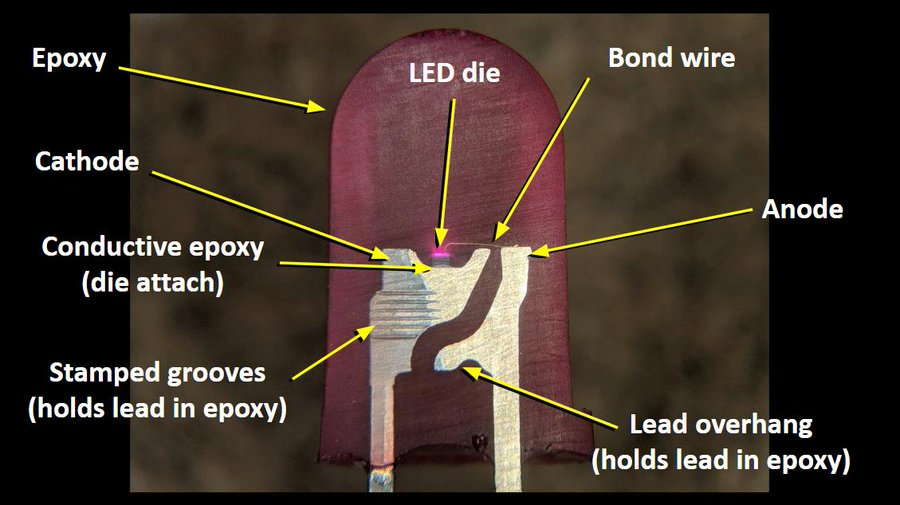 Epoxy
LED die
Bond wire
Cathode
Anode
Conductive epoxy
(die attach)
Stamped grooves
(holds lead in epoxy)
Lead overhang
(holds lead in epoxy)